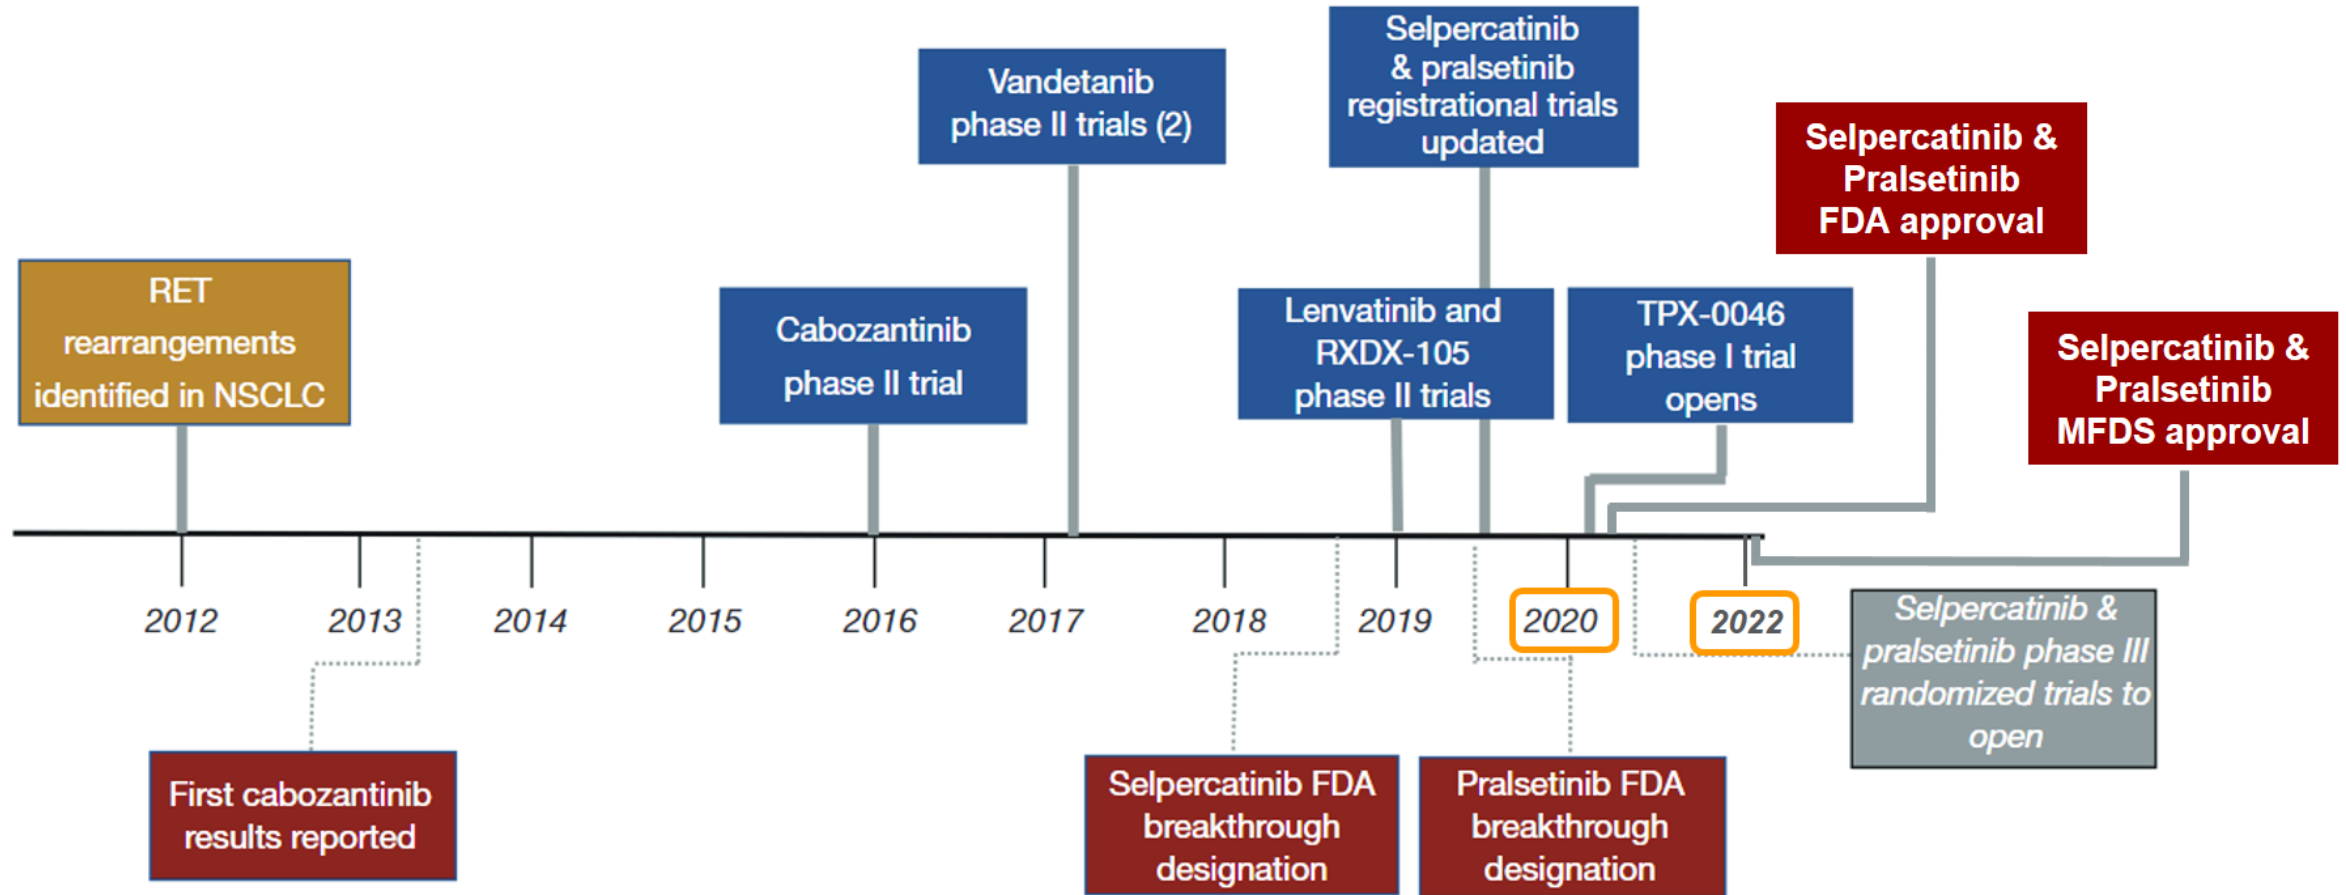 Selpercatinib
& pralsetinib
registrational trials
updated
Vandetanib
phase II trials (2)
Selpercatinib &
Pralsetinib
FDA approval
RET
rearrangements
identified in NSCLC
Cabozantinib
phase II trial
Lenvatinib and
RXDX-105
phase II trials
TPX-0046
phase I trial
opens
Selpercatinib &
Pralsetinib
MFDS approval
2012
2013
2014
2015
2016
2017
2018
2019
2020
2022
Selpercatinib &
pralsetinib phase III
randomized trials to
open
First cabozantinib
results reported
Selpercatinib FDA
breakthrough
designation
Pralsetinib FDA
breakthrough
designation